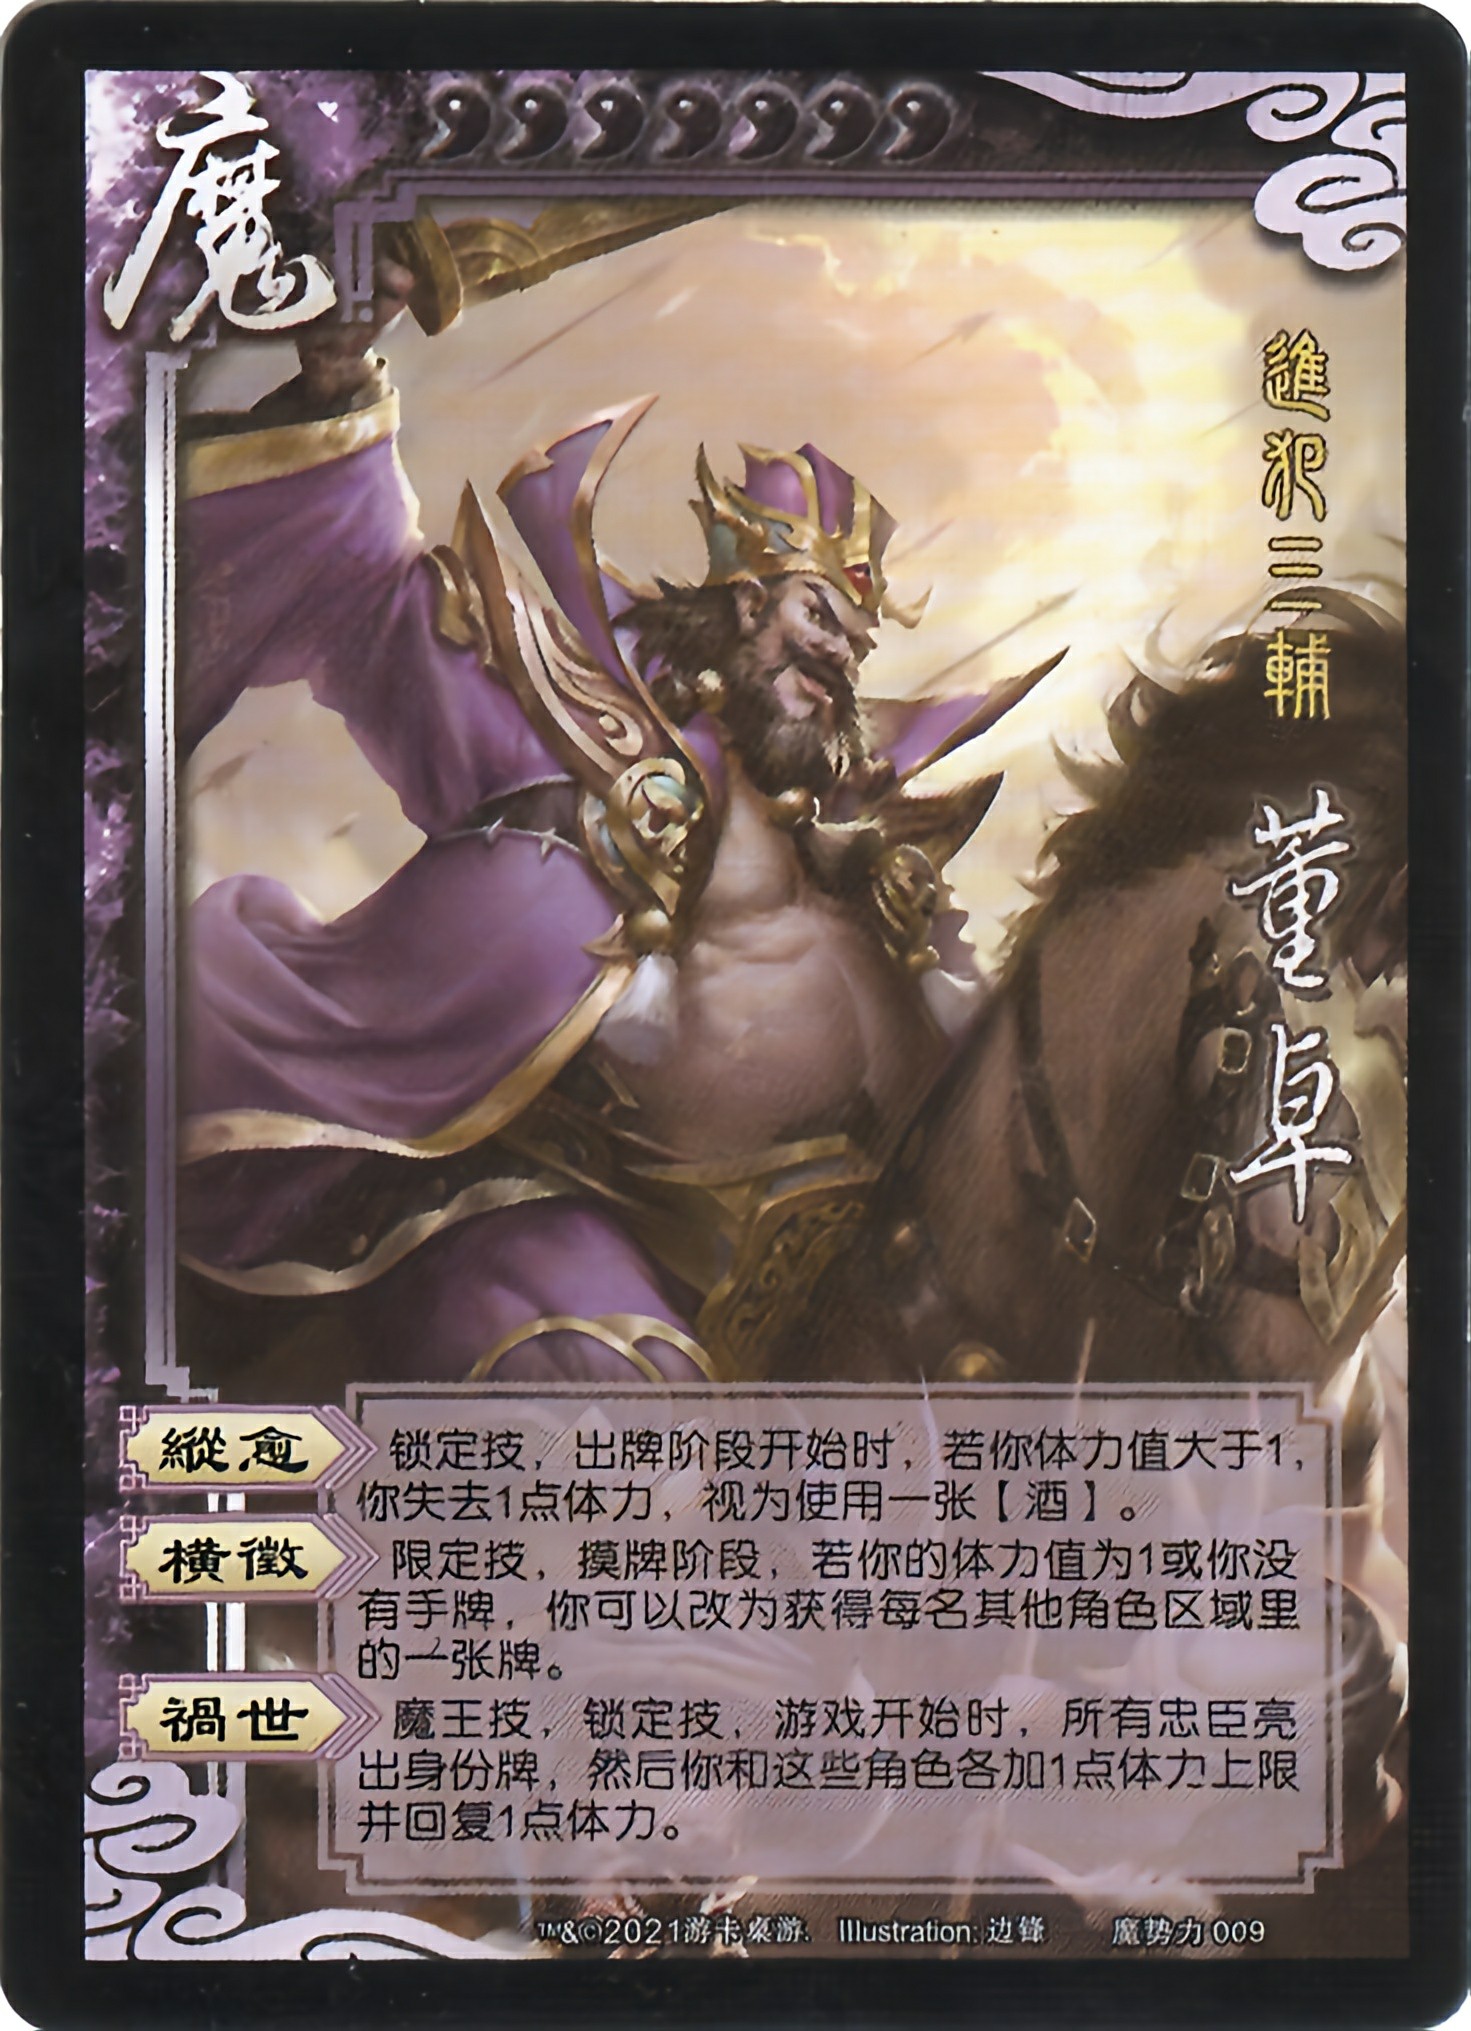 魔
進犯三輔
董卓
縱愈
锁定技，出牌阶段开始时，若你体力值大于1，
你失去1点体力，视为使用一张【酒】。
橫徵
限定技，摸牌阶段，若你的体力值为1或你没
有手牌，你可以改为获得每名其他角色区域里
的一张牌。
禍世
魔王技，锁定技，游戏开始时，所有忠臣亮
出身份牌，然后你和这些角色各加1点体力上限
并回复1点体力。
™&©2021游卡桌游. Illustration: 边锋 魔势力 009